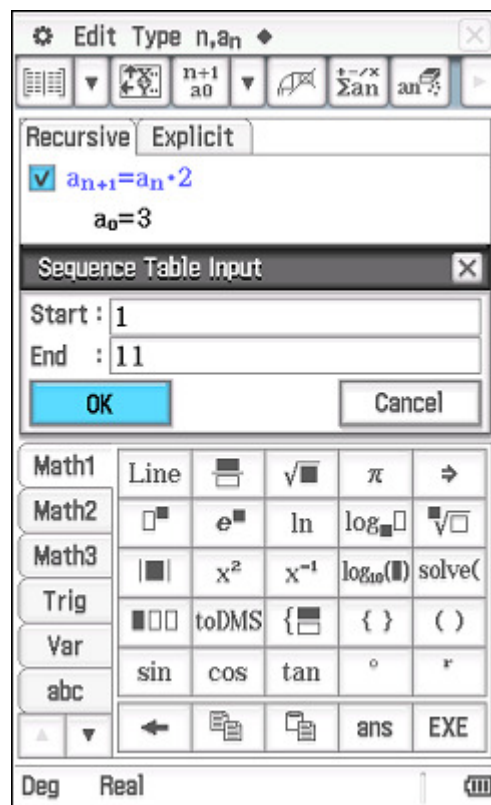 Edit Type n,aₙ
n+1 a0 +-/× Σan an
Recursive Explicit
aₙ₊₁=aₙ·2
a₀=3
Sequence Table Input
Start : 1
End : 11
OK Cancel
Math1 Line √■ π ⇒
Math2 □■ e■ ln log■□ ■√□
Math3 |■| x² x⁻¹ log₁₀(■) solve(
Trig ■□□ toDMS { } ( )
Var
sin cos tan ° r
abc
ans EXE
Deg Real